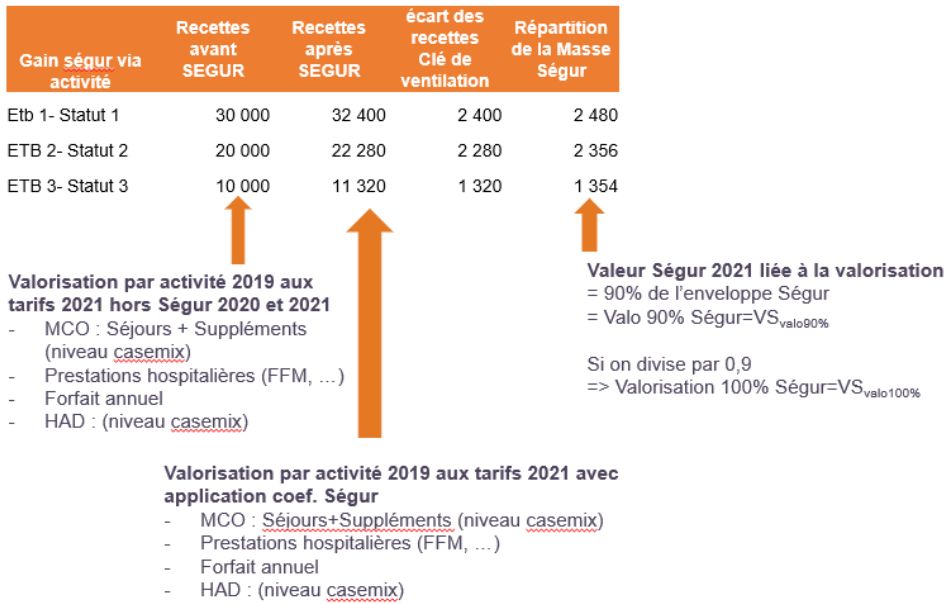 Gain ségur via activité | Recettes avant SEGUR | Recettes après SEGUR | écart des recettes Clé de ventilation | Répartition de la Masse Ségur
Etb 1- Statut 1 | 30 000 | 32 400 | 2 400 | 2 480
ETB 2- Statut 2 | 20 000 | 22 280 | 2 280 | 2 356
ETB 3- Statut 3 | 10 000 | 11 320 | 1 320 | 1 354
Valorisation par activité 2019 aux
tarifs 2021 hors Ségur 2020 et 2021
- MCO : Séjours + Suppléments
(niveau casemix)
- Prestations hospitalières (FFM, ...)
- Forfait annuel
- HAD : (niveau casemix)
Valeur Ségur 2021 liée à la valorisation
= 90% de l'enveloppe Ségur
= Valo 90% Ségur=VSvalo90%
Si on divise par 0,9
=> Valorisation 100% Ségur=VSvalo100%
Valorisation par activité 2019 aux tarifs 2021 avec
application coef. Ségur
- MCO : Séjours+Suppléments (niveau casemix)
- Prestations hospitalières (FFM, ...)
- Forfait annuel
- HAD : (niveau casemix)